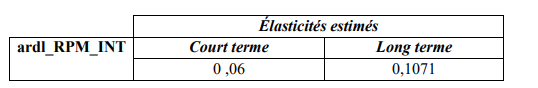 Élasticités estimés
ardl_RPM_INT Court terme Long terme
0 ,06 0,1071